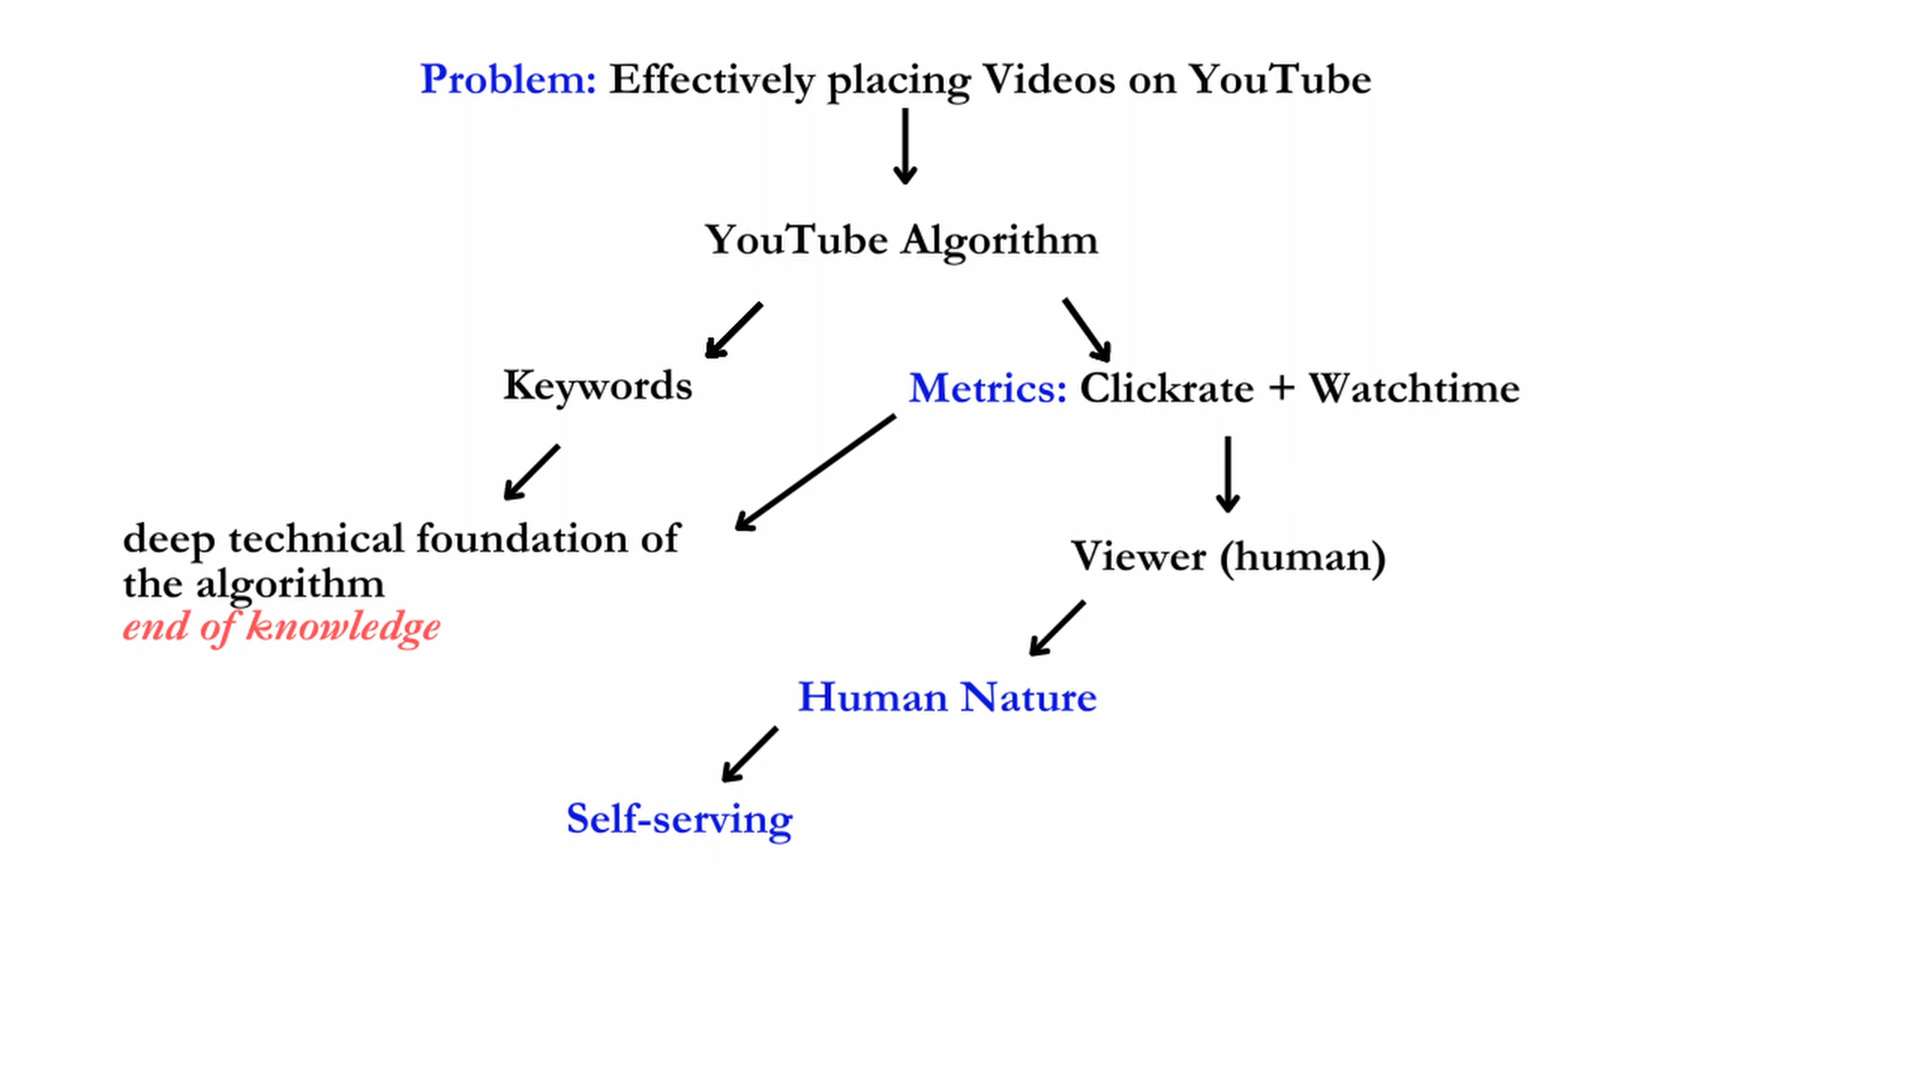 Problem: Effectively placing Videos on YouTube
YouTube Algorithm
Keywords
Metrics: Clickrate + Watchtime
deep technical foundation of
the algorithm
end of knowledge
Viewer (human)
Human Nature
Self-serving